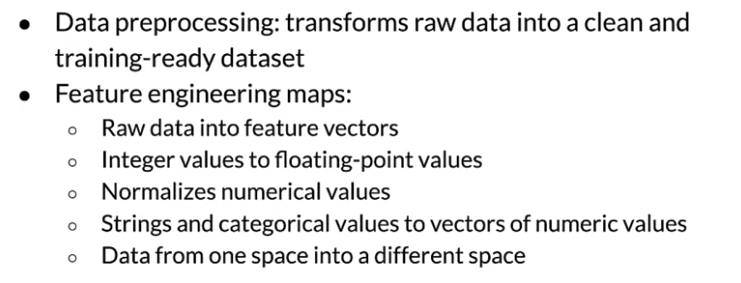 • Data preprocessing: transforms raw data into a clean and
training-ready dataset
• Feature engineering maps:
○ Raw data into feature vectors
○ Integer values to floating-point values
○ Normalizes numerical values
○ Strings and categorical values to vectors of numeric values
○ Data from one space into a different space